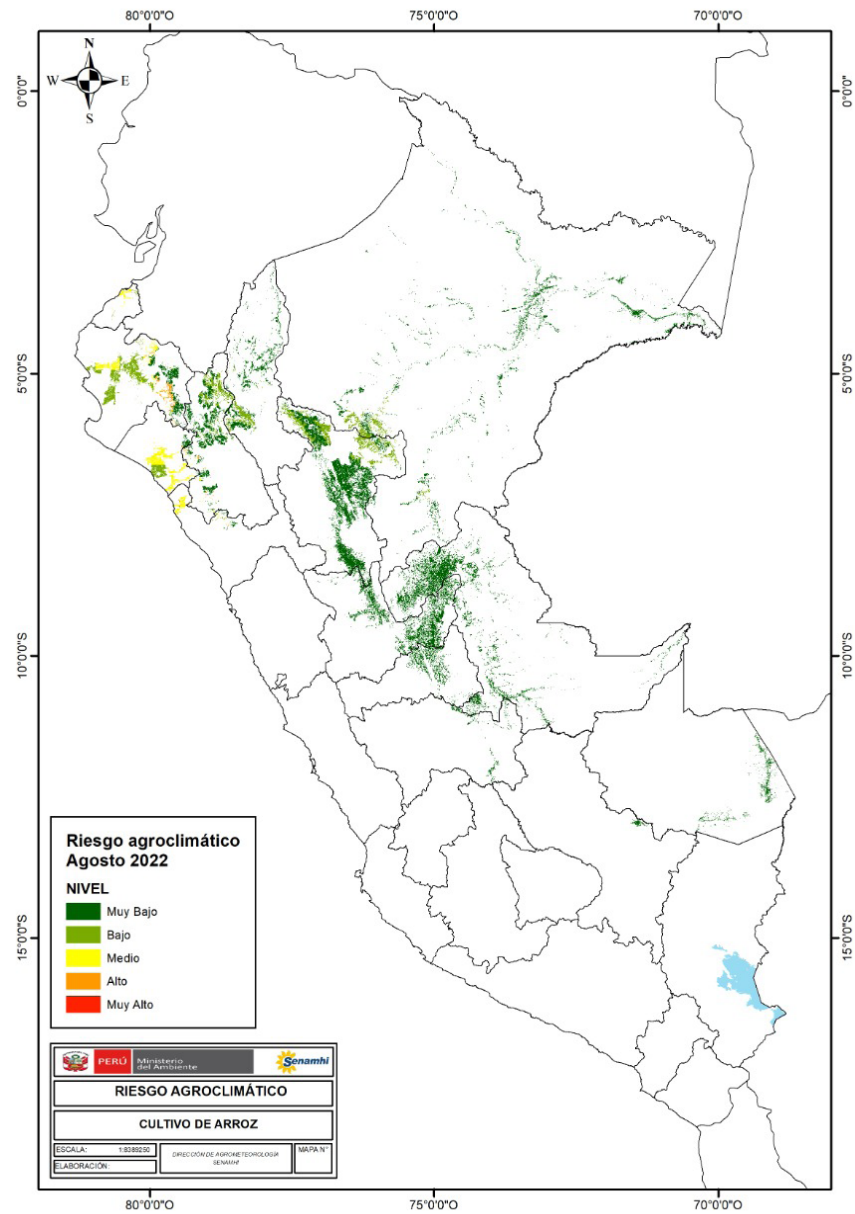 80°0'0"O 75°0'0"O 70°0'0"O
N
W E
S
0°0'0"
0°0'0"
5°0'0"S
5°0'0"S
10°0'0"S
10°0'0"S
15°0'0"S
15°0'0"S
Riesgo agroclimático
Agosto 2022
NIVEL
Muy Bajo
Bajo
Medio
Alto
Muy Alto
PERÚ Ministerio
del Ambiente
Senamhi
RIESGO AGROCLIMÁTICO
CULTIVO DE ARROZ
ESCALA: 1:8389250
DIRECCIÓN DE AGROMETEOROLOGÍA
SENAMHI
MAPA N°
ELABORACIÓN:
80°0'0"O 75°0'0"O 70°0'0"O